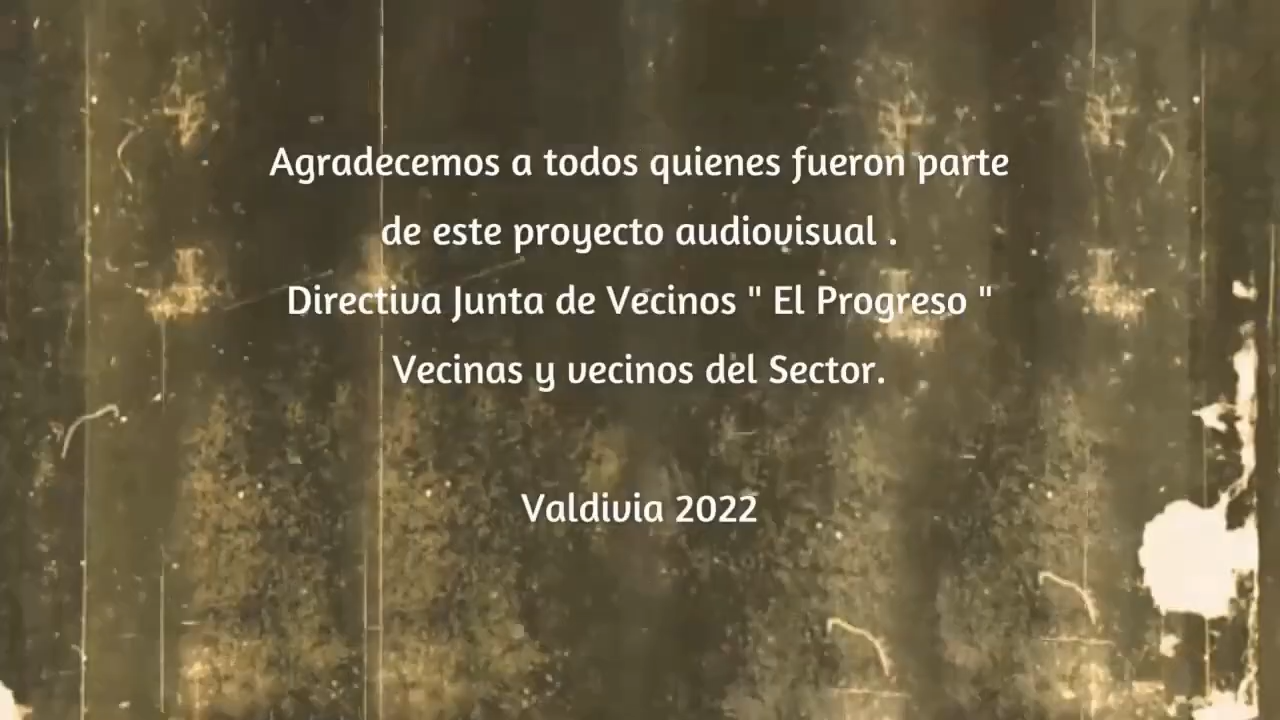 Agradecemos a todos quienes fueron parte
de este proyecto audiovisual .
Directiva Junta de Vecinos " El Progreso "
Vecinas y vecinos del Sector.
Valdivia 2022